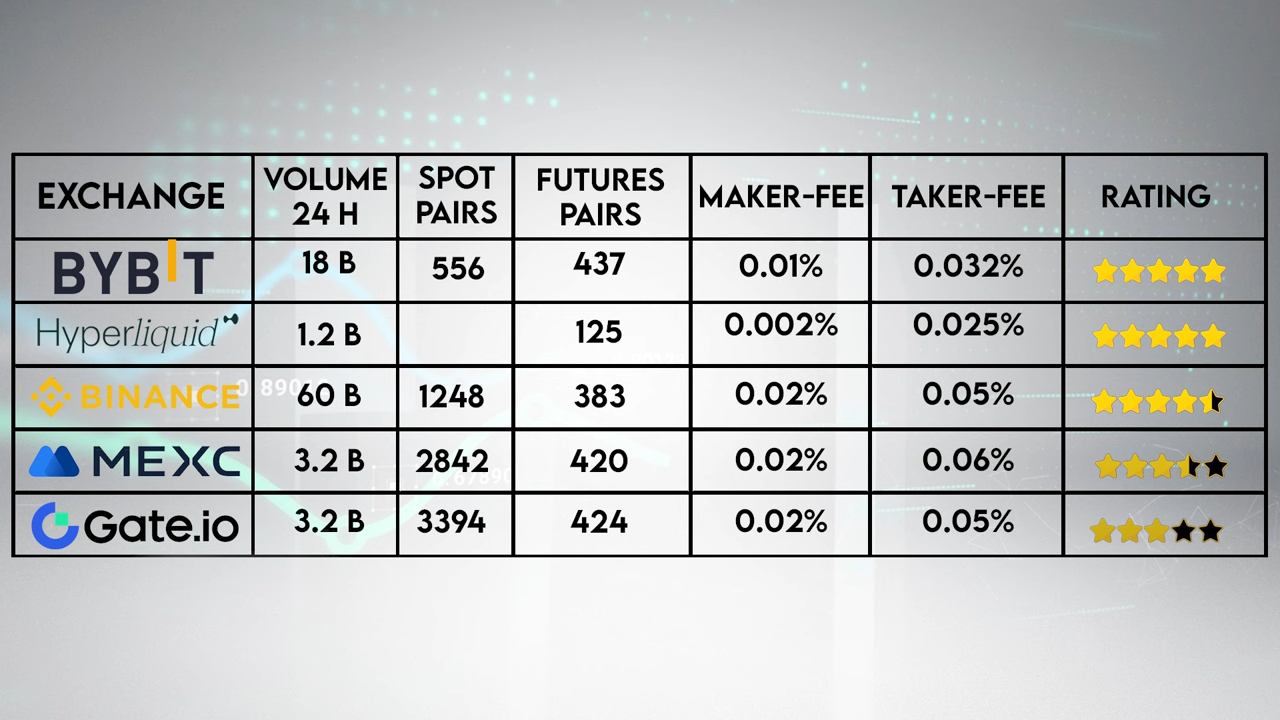 EXCHANGE VOLUME 24 H SPOT PAIRS FUTURES PAIRS MAKER-FEE TAKER-FEE RATING
BYBIT 18 B 556 437 0.01% 0.032%
Hyperliquid 1.2 B 125 0.002% 0.025%
BINANCE 60 B 1248 383 0.02% 0.05%
MEXC 3.2 B 2842 420 0.02% 0.06%
Gate.io 3.2 B 3394 424 0.02% 0.05%